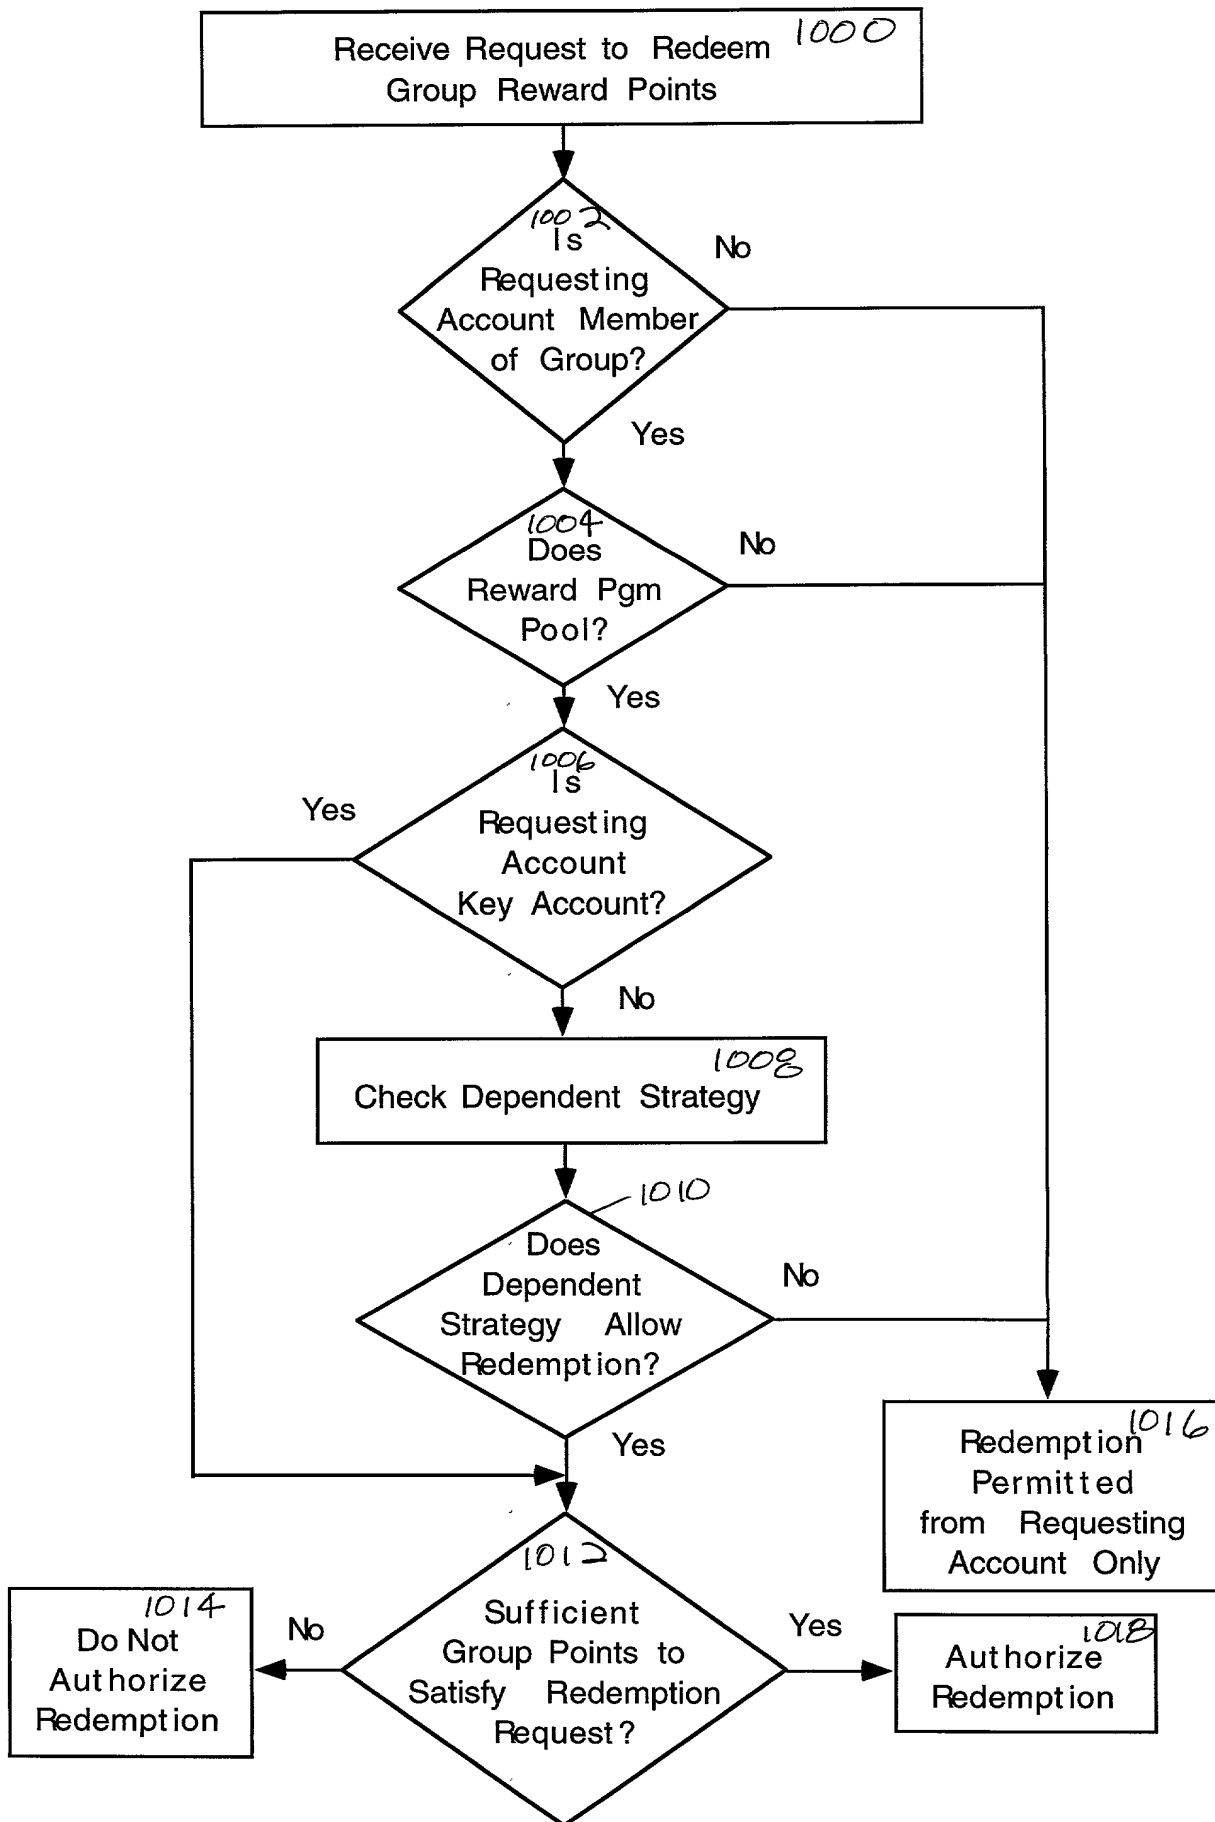 1000
Receive Request to Redeem
Group Reward Points
1002
Is
Requesting
Account Member
of Group?
No
Yes
1004
Does
Reward Pgm
Pool?
No
Yes
1006
Is
Requesting
Account
Key Account?
Yes
No
1008
Check Dependent Strategy
1010
Does
Dependent
Strategy Allow
Redemption?
No
Yes
1016
Redemption
Permitted
from Requesting
Account Only
1012
Sufficient
Group Points to
Satisfy Redemption
Request?
No
Yes
1014
Do Not
Authorize
Redemption
1018
Authorize
Redemption